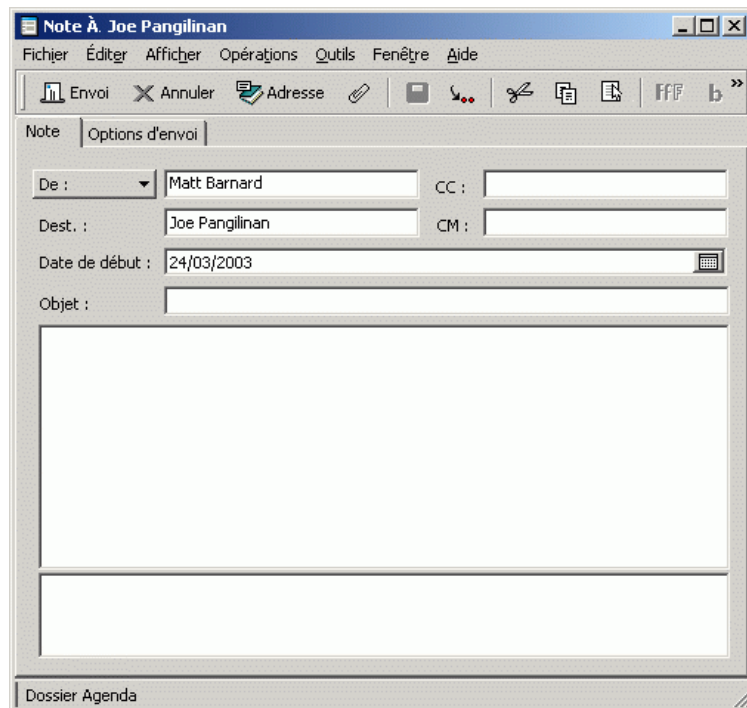 Note À. Joe Pangilinan
Fichier Éditer Afficher Opérations Outils Fenêtre Aide
Envoi Annuler Adresse FfF b »
Note Options d'envoi
De : Matt Barnard CC :
Dest. : Joe Pangilinan CM :
Date de début : 24/03/2003
Objet :
Dossier Agenda